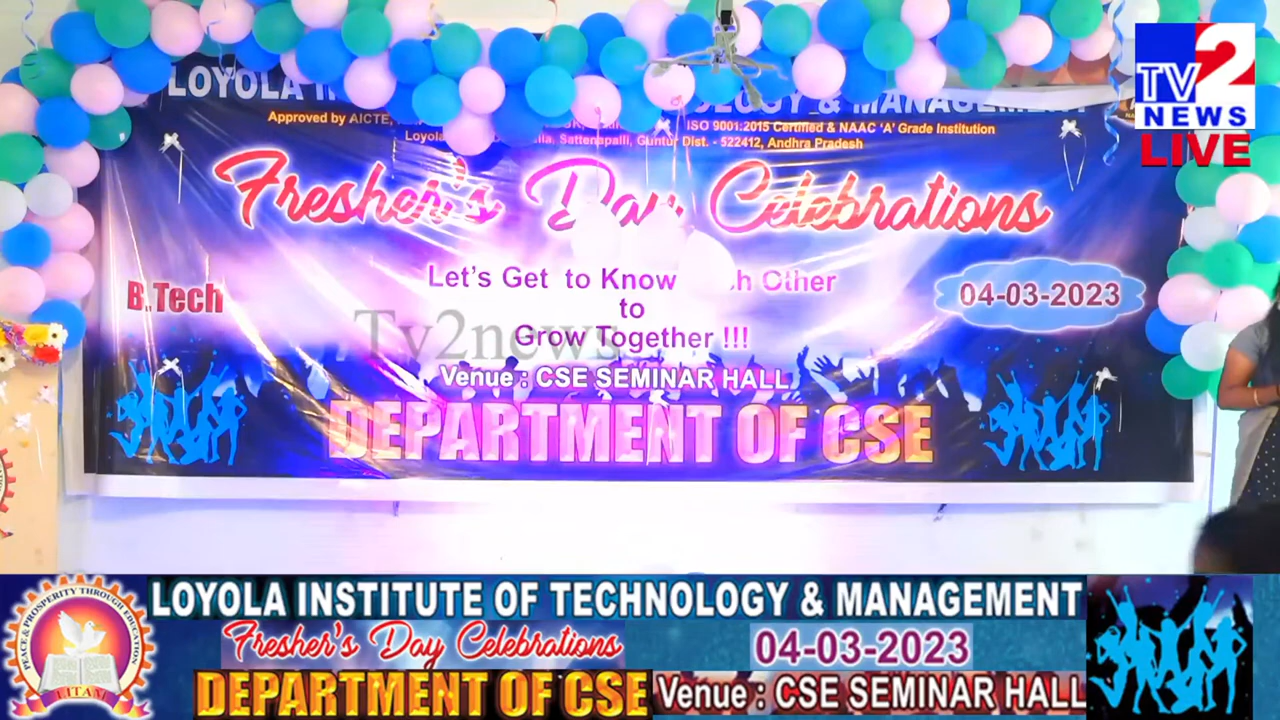 TV2
NEWS
LIVE
LOYOLA OLOGY & MANAGEMENT
Approved by AICTE, ISO 9001:2015 Certified & NAAC 'A' Grade Institution
Loyola Sattenapalli, Guntur Dist. - 522412, Andhra Pradesh
Fresher's Day Celebrations
Let's Get to Know Other
to
Grow Together !!!
B.Tech
04-03-2023
Tv2news
Venue : CSE SEMINAR HALL
DEPARTMENT OF CSE
PEACE & PROSPERITY THROUGH EDUCATION
LITAM
LOYOLA INSTITUTE OF TECHNOLOGY & MANAGEMENT
Fresher's Day Celebrations
04-03-2023
DEPARTMENT OF CSE
Venue : CSE SEMINAR HALL